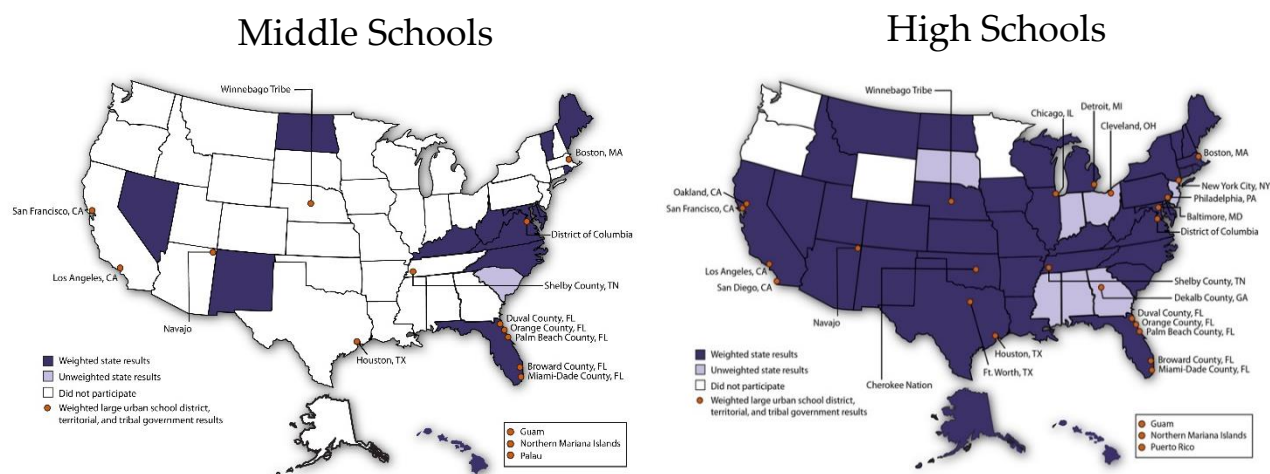 Middle Schools
Winnebago Tribe
Boston, MA
San Francisco, CA
District of Columbia
Los Angeles, CA
Shelby County, TN
Navajo
Duval County, FL
Orange County, FL
Palm Beach County, FL
Houston, TX
Broward County, FL
Miami-Dade County, FL
Weighted state results
Unweighted state results
Did not participate
Weighted large urban school district,
territorial, and tribal government results
Guam
Northern Mariana Islands
Palau
High Schools
Winnebago Tribe
Detroit, MI
Chicago, IL
Cleveland, OH
Boston, MA
Oakland, CA
New York City, NY
San Francisco, CA
Philadelphia, PA
Baltimore, MD
District of Columbia
Los Angeles, CA
San Diego, CA
Shelby County, TN
Dekalb County, GA
Navajo
Duval County, FL
Orange County, FL
Palm Beach County, FL
Houston, TX
Ft. Worth, TX
Cherokee Nation
Broward County, FL
Miami-Dade County, FL
Weighted state results
Unweighted state results
Did not participate
Weighted large urban school district,
territorial, and tribal government results
Guam
Northern Mariana Islands
Puerto Rico